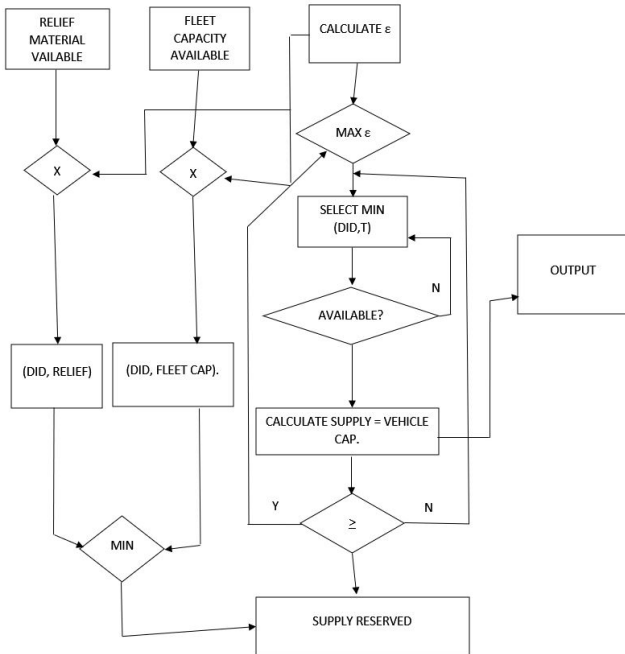 RELIEF
MATERIAL
VAILABLE
FLEET
CAPACITY
AVAILABLE
CALCULATE ε
MAX ε
X
X
SELECT MIN
(DID,T)
N
OUTPUT
AVAILABLE?
(DID, RELIEF)
(DID, FLEET CAP).
CALCULATE SUPPLY = VEHICLE
CAP.
Y
N
≥
MIN
SUPPLY RESERVED